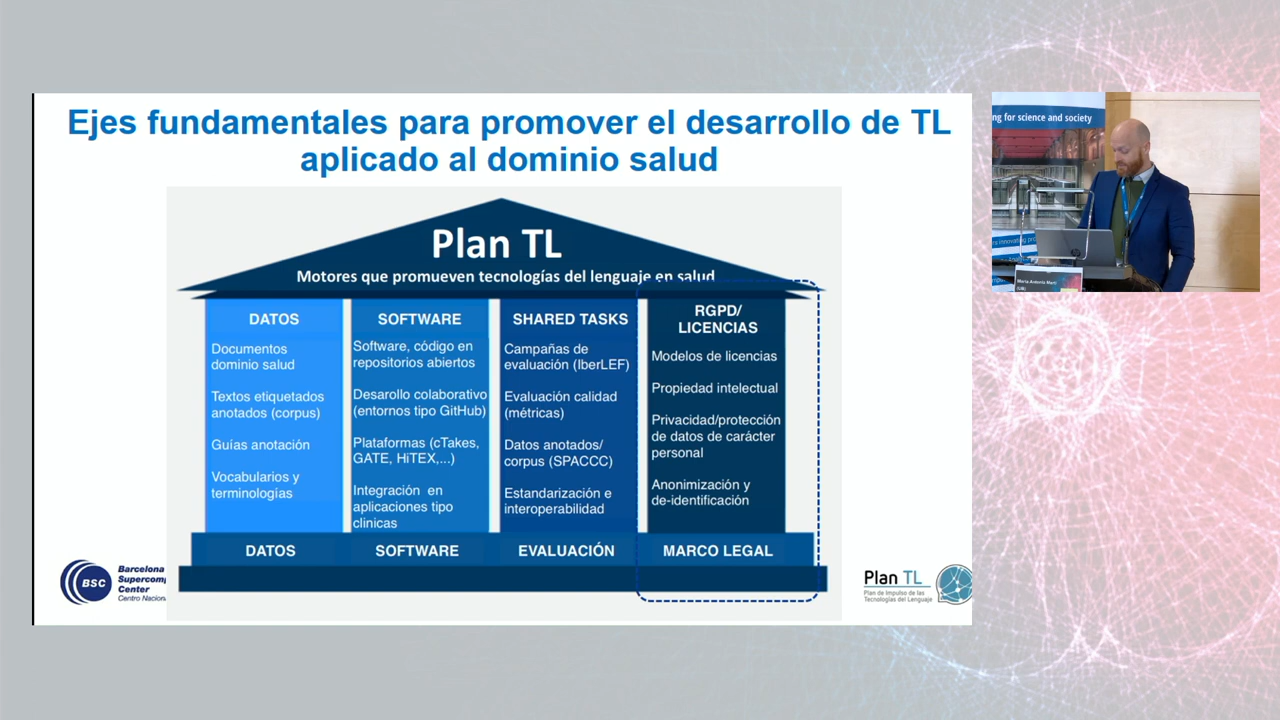 Ejes fundamentales para promover el desarrollo de TL
aplicado al dominio salud
Plan TL
Motores que promueven tecnologías del lenguaje en salud
DATOS
Documentos
dominio salud
Textos etiquetados
anotados (corpus)
Guías anotación
Vocabularios y
terminologías
DATOS
SOFTWARE
Software, código en
repositorios abiertos
Desarollo colaborativo
(entornos tipo GitHub)
Plataformas (cTakes,
GATE, HiTEX,...)
Integración en
aplicaciones tipo
clinicas
SOFTWARE
SHARED TASKS
Campañas de
evaluación (IberLEF)
Evaluación calidad
(métricas)
Datos anotados/
corpus (SPACCC)
Estandarización e
interoperabilidad
EVALUACIÓN
RGPD/
LICENCIAS
Modelos de licencias
Propiedad intelectual
Privacidad/protección
de datos de carácter
personal
Anonimización y
de-identificación
MARCO LEGAL
BSC
Barcelona
Supercom
Center
Centro Nacion
Plan TL
Plan de Impulso de las
Tecnologías del Lenguaje
ng for science and society